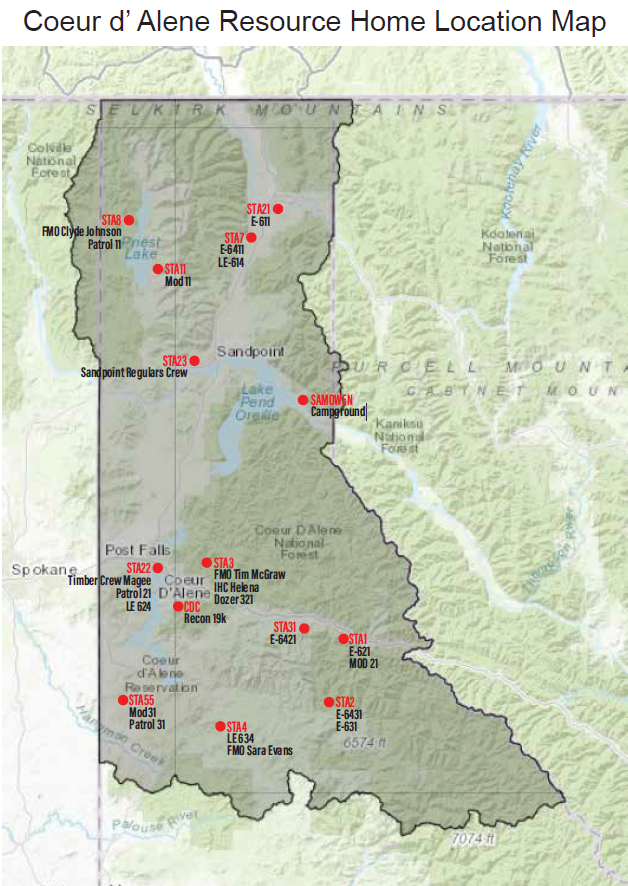 Coeur d’ Alene Resource Home Location Map
SELKIRK MOUNTAINS
Colville
National
Forest
Kootenay River
STA21
E-611
STA8
FMO Clyde Johnson
Patrol 11
Priest
Lake
STA7
E-6411
LE-614
Kootenai
National
Forest
STA11
Mod 11
Sandpoint
STA23
Sandpoint Regulars Crew
PURCELL MOUNTA
CABINET MOUN
Lake
Pend
Oreille
SAMOWEN
Campground
Kaniksu
National
Forest
Coeur D'Alene
National
Forest
Post Falls
Spokane
STA22
Timber Crew Magee
Patrol 21
LE 624
STA3
FMO Tim McGraw
IHC Helena
Dozer 321
Coeur
D'Alene
CDC
Recon 19k
STA31
E-6421
STA1
E-621
MOD 21
Coeur
d'Alene
Reservation
STA55
Mod31
Patrol 31
STA2
E-6431
E-631
6574 ft
STA4
LE 634
FMO Sara Evans
Hangman Creek
Palouse River
7074 ft